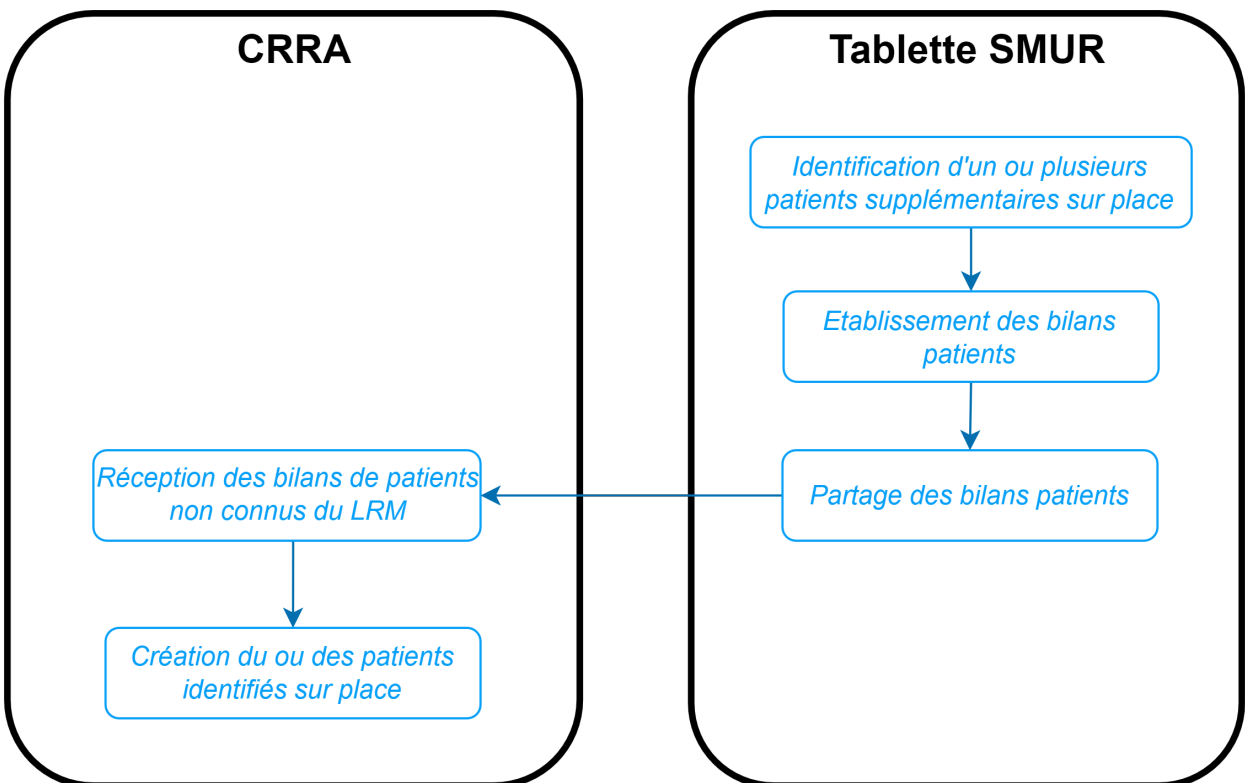 CRRA
Tablette SMUR
Identification d'un ou plusieurs
patients supplémentaires sur place
Etablissement des bilans
patients
Partage des bilans patients
Réception des bilans de patients
non connus du LRM
Création du ou des patients
identifiés sur place